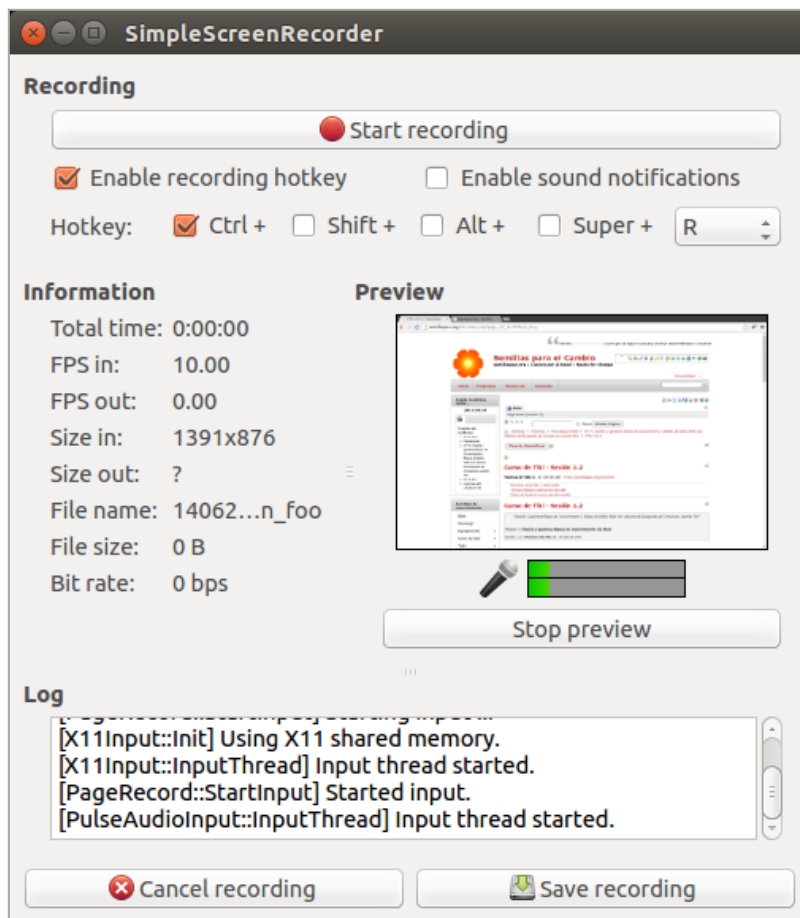 SimpleScreenRecorder
Recording
Start recording
Enable recording hotkey Enable sound notifications
Hotkey: Ctrl + Shift + Alt + Super + R
Information
Total time: 0:00:00
FPS in: 10.00
FPS out: 0.00
Size in: 1391x876
Size out: ?
File name: 14062...n_foo
File size: 0 B
Bit rate: 0 bps
Preview
Semillas para el Cambio
Curso de Tiki - Sesión 1.2
Curso de Tiki - Sesión 1.2
Stop preview
Log
[X11Input::Init] Using X11 shared memory.
[X11Input::InputThread] Input thread started.
[PageRecord::StartInput] Started input.
[PulseAudioInput::InputThread] Input thread started.
Cancel recording Save recording